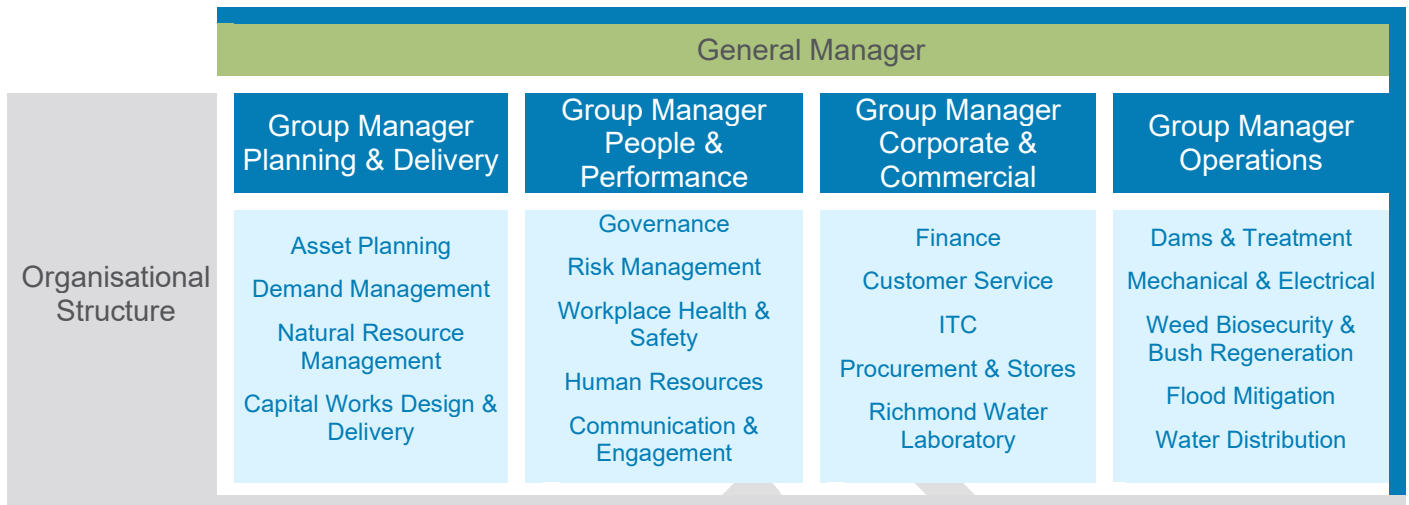 General Manager
Organisational
Structure
Group Manager
Planning & Delivery
Asset Planning
Demand Management
Natural Resource
Management
Capital Works Design &
Delivery
Group Manager
People &
Performance
Governance
Risk Management
Workplace Health &
Safety
Human Resources
Communication &
Engagement
Group Manager
Corporate &
Commercial
Finance
Customer Service
ITC
Procurement & Stores
Richmond Water
Laboratory
Group Manager
Operations
Dams & Treatment
Mechanical & Electrical
Weed Biosecurity &
Bush Regeneration
Flood Mitigation
Water Distribution